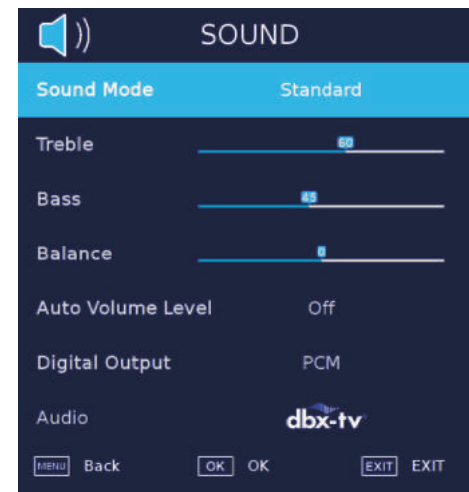 SOUND
Sound Mode Standard
Treble 60
Bass 45
Balance 0
Auto Volume Level Off
Digital Output PCM
Audio dbx-tv
MENU Back OK OK EXIT EXIT